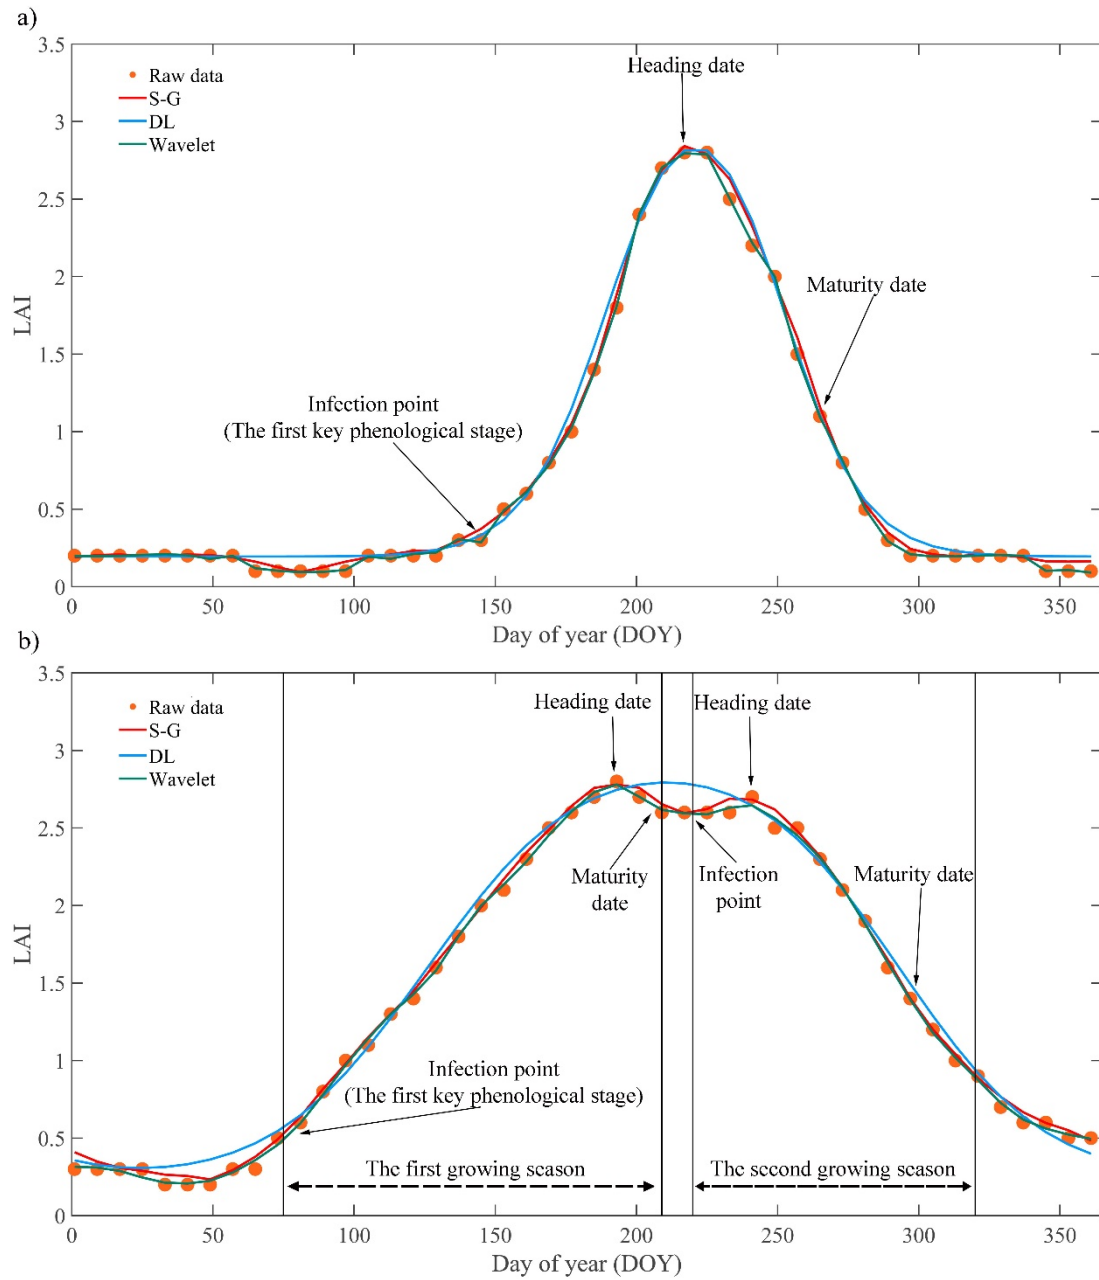 a)
3.5
3
2.5
2
1.5
1
0.5
0
LAI
Raw data
S-G
DL
Wavelet
Heading date
Maturity date
Infection point
(The first key phenological stage)
0 50 100 150 200 250 300 350
Day of year (DOY)
b)
3.5
3
2.5
2
1.5
1
0.5
0
LAI
Raw data
S-G
DL
Wavelet
Heading date
Heading date
Maturity
date
Infection
point
Maturity date
Infection point
(The first key phenological stage)
The first growing season
The second growing season
0 50 100 150 200 250 300 350
Day of year (DOY)